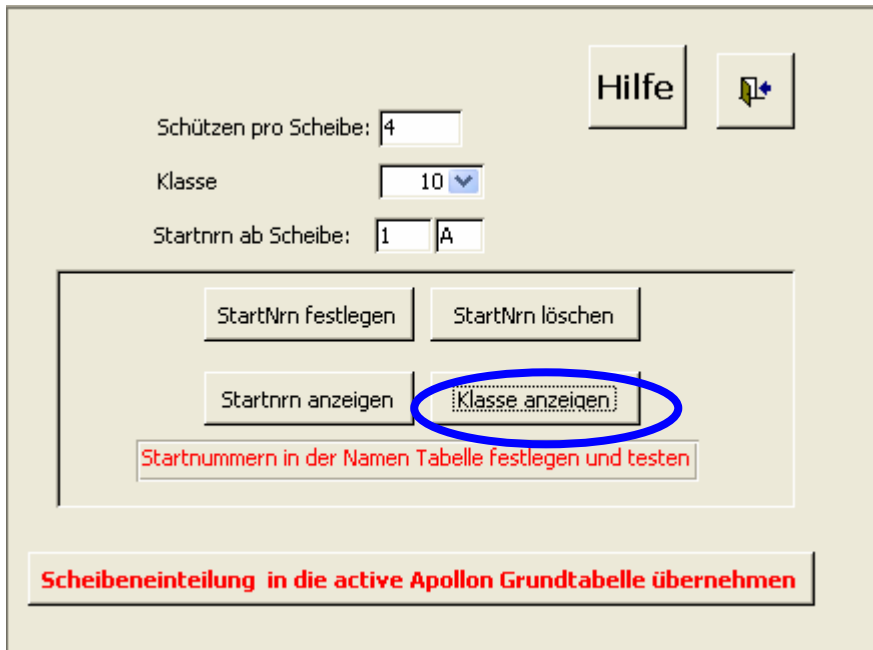 Hilfe
Schützen pro Scheibe: 4
Klasse 10
Startnrn ab Scheibe: 1 A
StartNrn festlegen StartNrn löschen
Startnrn anzeigen Klasse anzeigen
Startnummern in der Namen Tabelle festlegen und testen
Scheibeneinteilung in die active Apollon Grundtabelle übernehmen